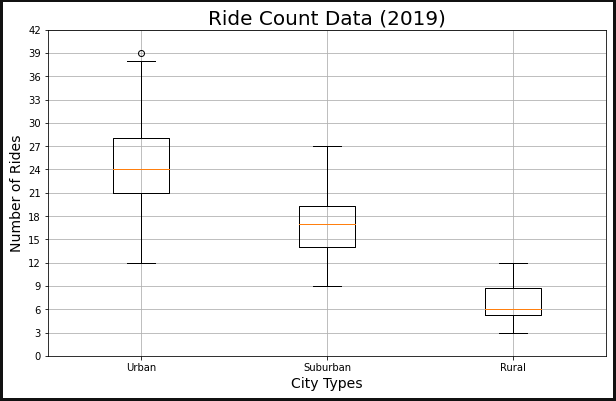 Ride Count Data (2019)
Number of Rides
42
39
36
33
30
27
24
21
18
15
12
9
6
3
0
Urban
Suburban
Rural
City Types